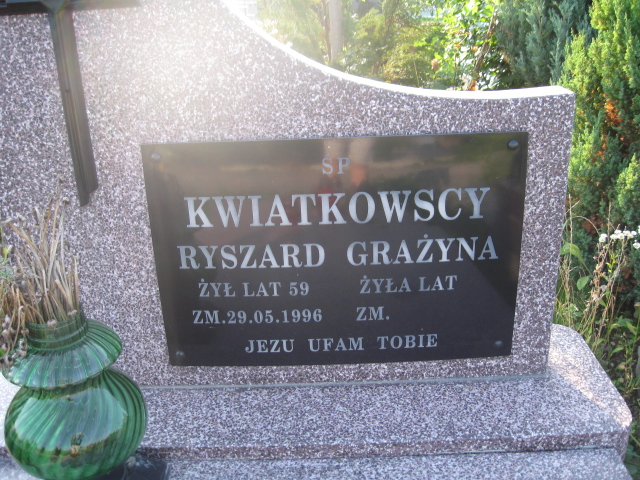 ŚP
KWIATKOWSCY
RYSZARD GRAŻYNA
ŻYŁ LAT 59 ŻYŁA LAT
ZM.29.05.1996 ZM.
JEZU UFAM TOBIE